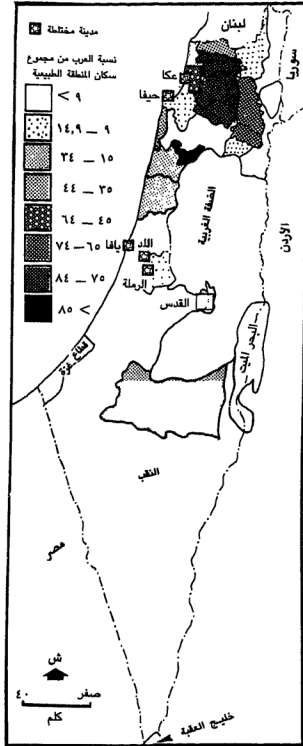 مدينة مختلطة
نسبة العرب من مجموع
سكان المنطقة الطبيعية
٩ >
٩ – ١٤,٩
١٥ – ٣٤
٣٥ – ٤٤
٤٥ – ٦٤
٦٥ – ٧٤
٧٥ – ٨٤
٨٥ <
لبنان
سوريا
عكا
حيفا
الضفة الغربية
الأردن
يافا
اللد
الرملة
القدس
البحر الميت
قطاع غزة
النقب
مصر
ش
صفر ٤٠
كلم
خليج العقبة